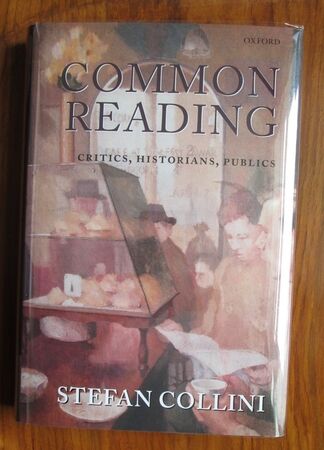 OXFORD
COMMON
READING
CRITICS, HISTORIANS, PUBLICS
STEFAN COLLINI